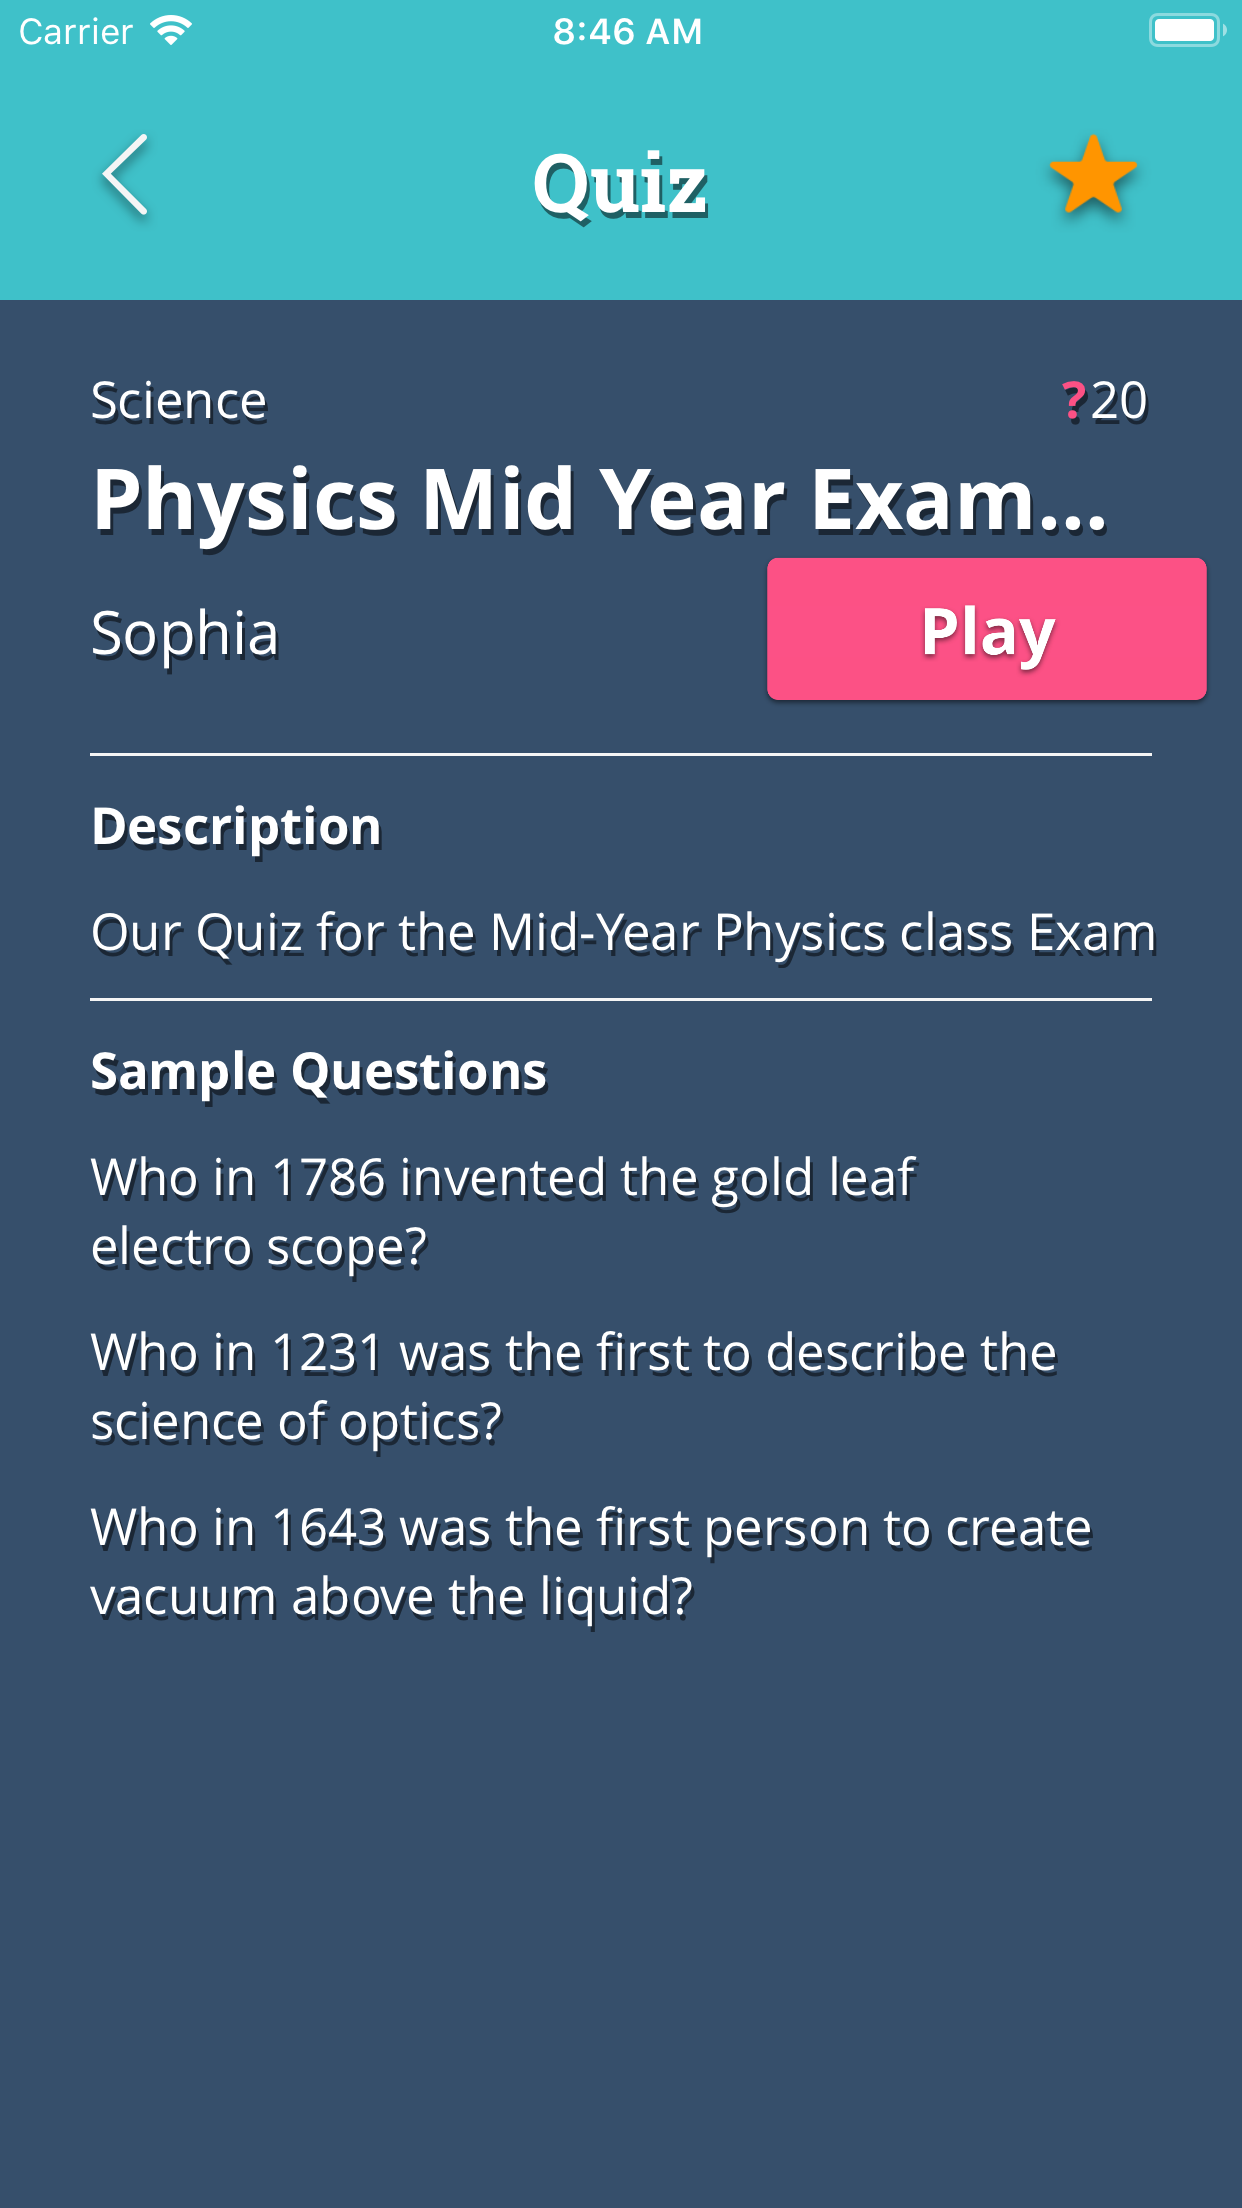 Carrier 8:46 AM
Quiz
Science ?20
Physics Mid Year Exam...
Sophia Play
Description
Our Quiz for the Mid-Year Physics class Exam
Sample Questions
Who in 1786 invented the gold leaf
electro scope?
Who in 1231 was the first to describe the
science of optics?
Who in 1643 was the first person to create
vacuum above the liquid?